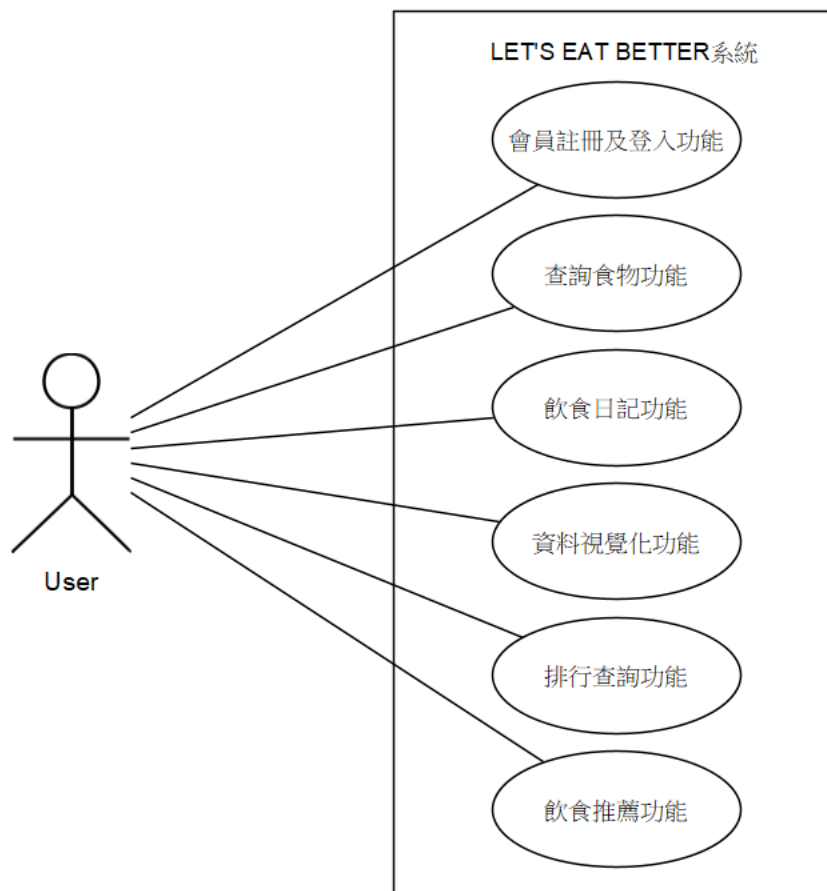 LET'S EAT BETTER系統
會員註冊及登入功能
查詢食物功能
飲食日記功能
資料視覺化功能
排行查詢功能
飲食推薦功能
User